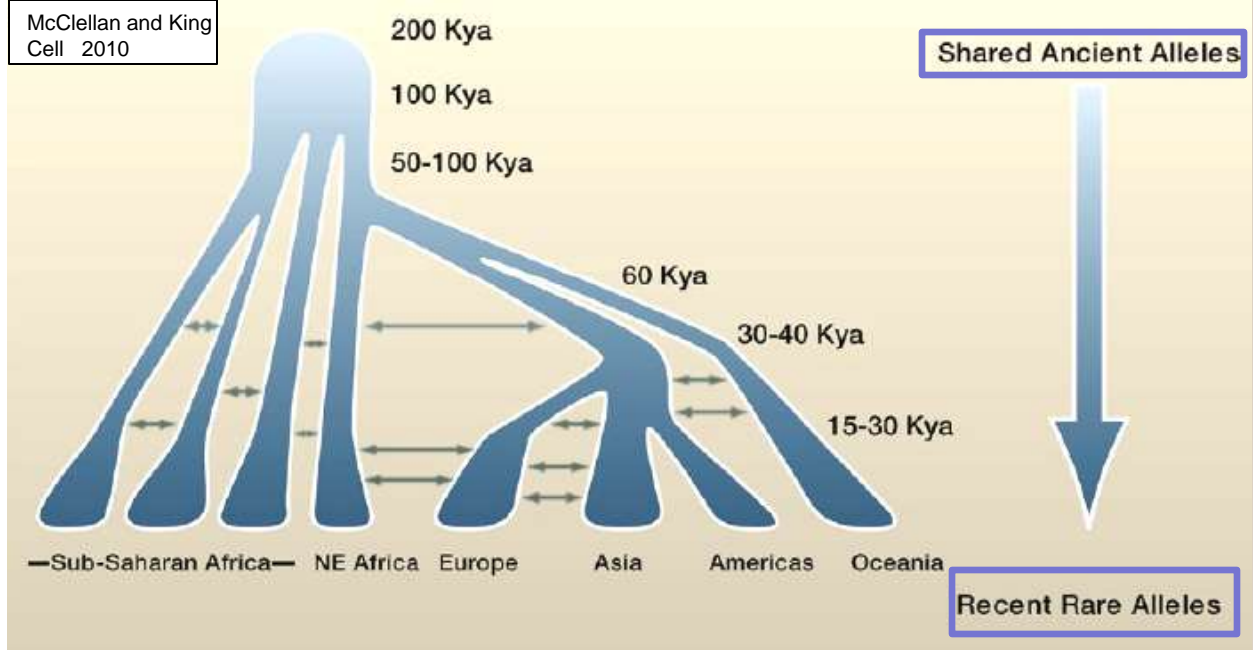 McClellan and King
Cell 2010
200 Kya
Shared Ancient Alleles
100 Kya
50-100 Kya
60 Kya
30-40 Kya
15-30 Kya
—Sub-Saharan Africa— NE Africa Europe Asia Americas Oceania
Recent Rare Alleles